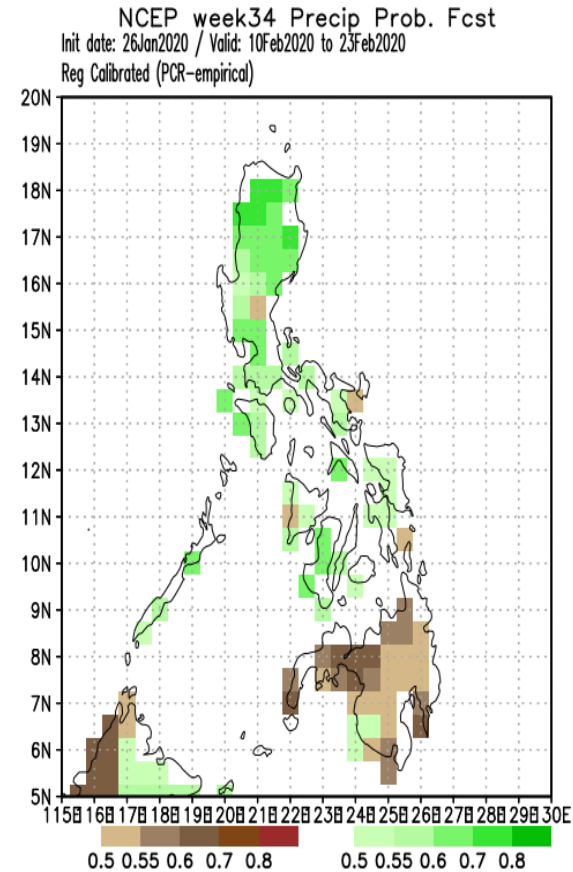 NCEP week34 Precip Prob. Fcst
Init date: 26Jan2020 / Valid: 10Feb2020 to 23Feb2020
Reg Calibrated (PCR-empirical)
20N
19N
18N
17N
16N
15N
14N
13N
12N
11N
10N
9N
8N
7N
6N
5N
115E 116E 117E 118E 119E 120E 121E 122E 123E 124E 125E 126E 127E 128E 129E 130E
0.5 0.55 0.6 0.7 0.8 0.5 0.55 0.6 0.7 0.8